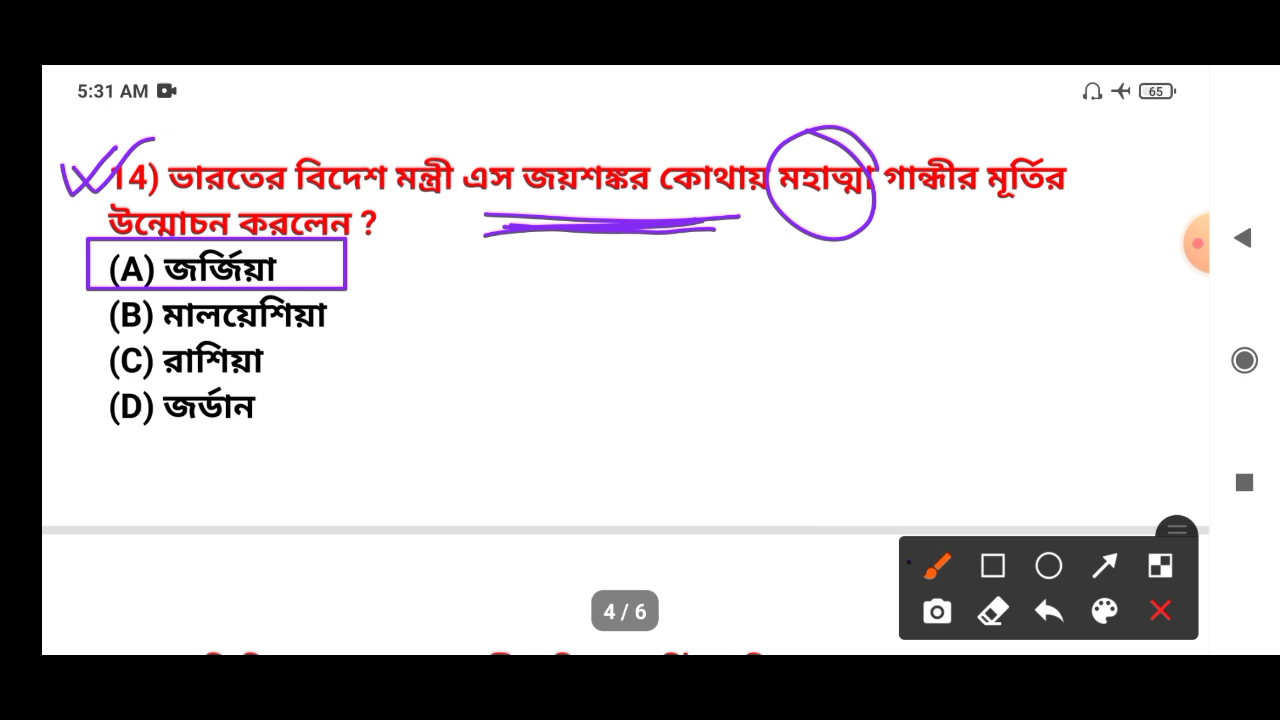 5:31 AM
65
14) ভারতের বিদেশ মন্ত্রী এস জয়শঙ্কর কোথায় মহাত্মা গান্ধীর মূর্তির
উন্মোচন করলেন ?
(A) জর্জিয়া
(B) মালয়েশিয়া
(C) রাশিয়া
(D) জর্ডান
4 / 6